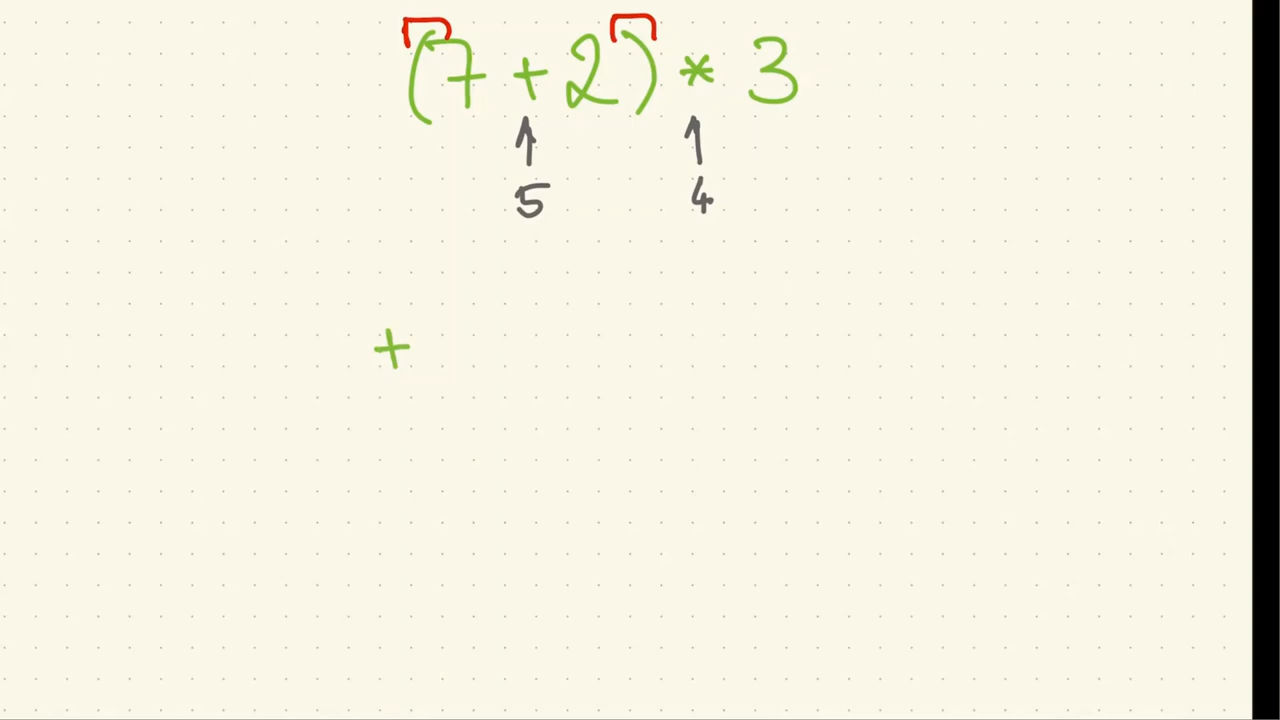 (7 + 2) * 3
5 4
+